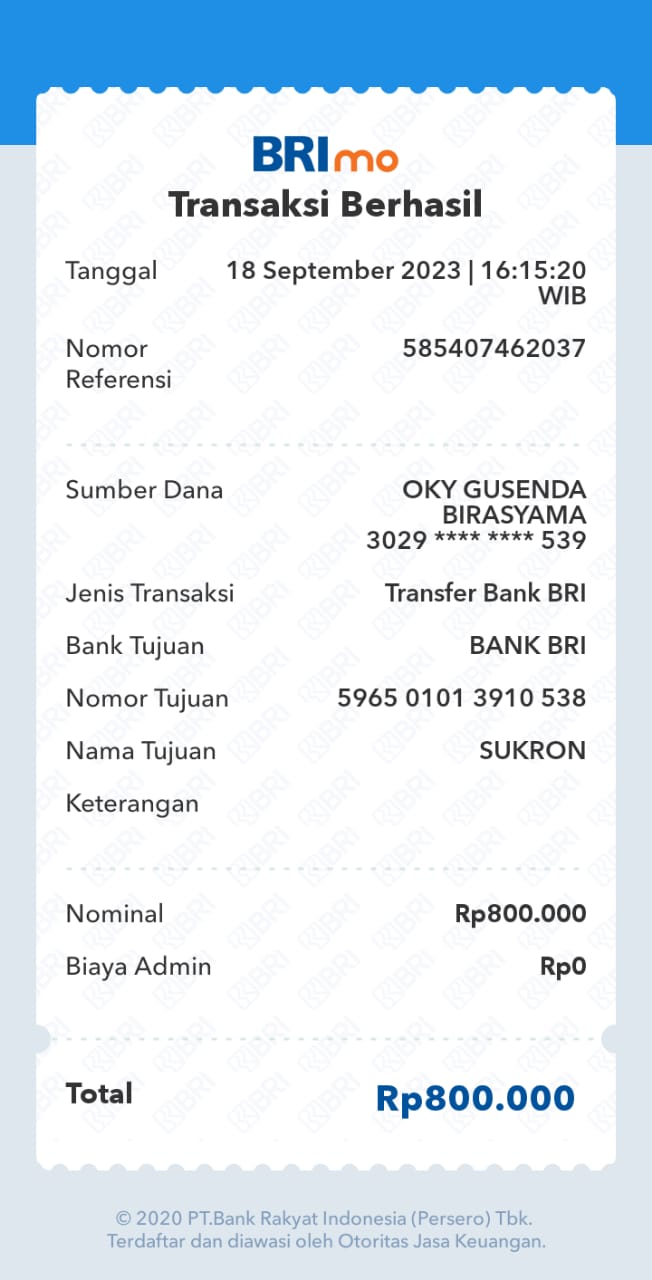 BRImo
Transaksi Berhasil
Tanggal 18 September 2023 | 16:15:20
WIB
Nomor 585407462037
Referensi
Sumber Dana OKY GUSENDA
BIRASYAMA
3029 **** **** 539
Jenis Transaksi Transfer Bank BRI
Bank Tujuan BANK BRI
Nomor Tujuan 5965 0101 3910 538
Nama Tujuan SUKRON
Keterangan
Nominal Rp800.000
Biaya Admin Rp0
Total Rp800.000
© 2020 PT.Bank Rakyat Indonesia (Persero) Tbk.
Terdaftar dan diawasi oleh Otoritas Jasa Keuangan.